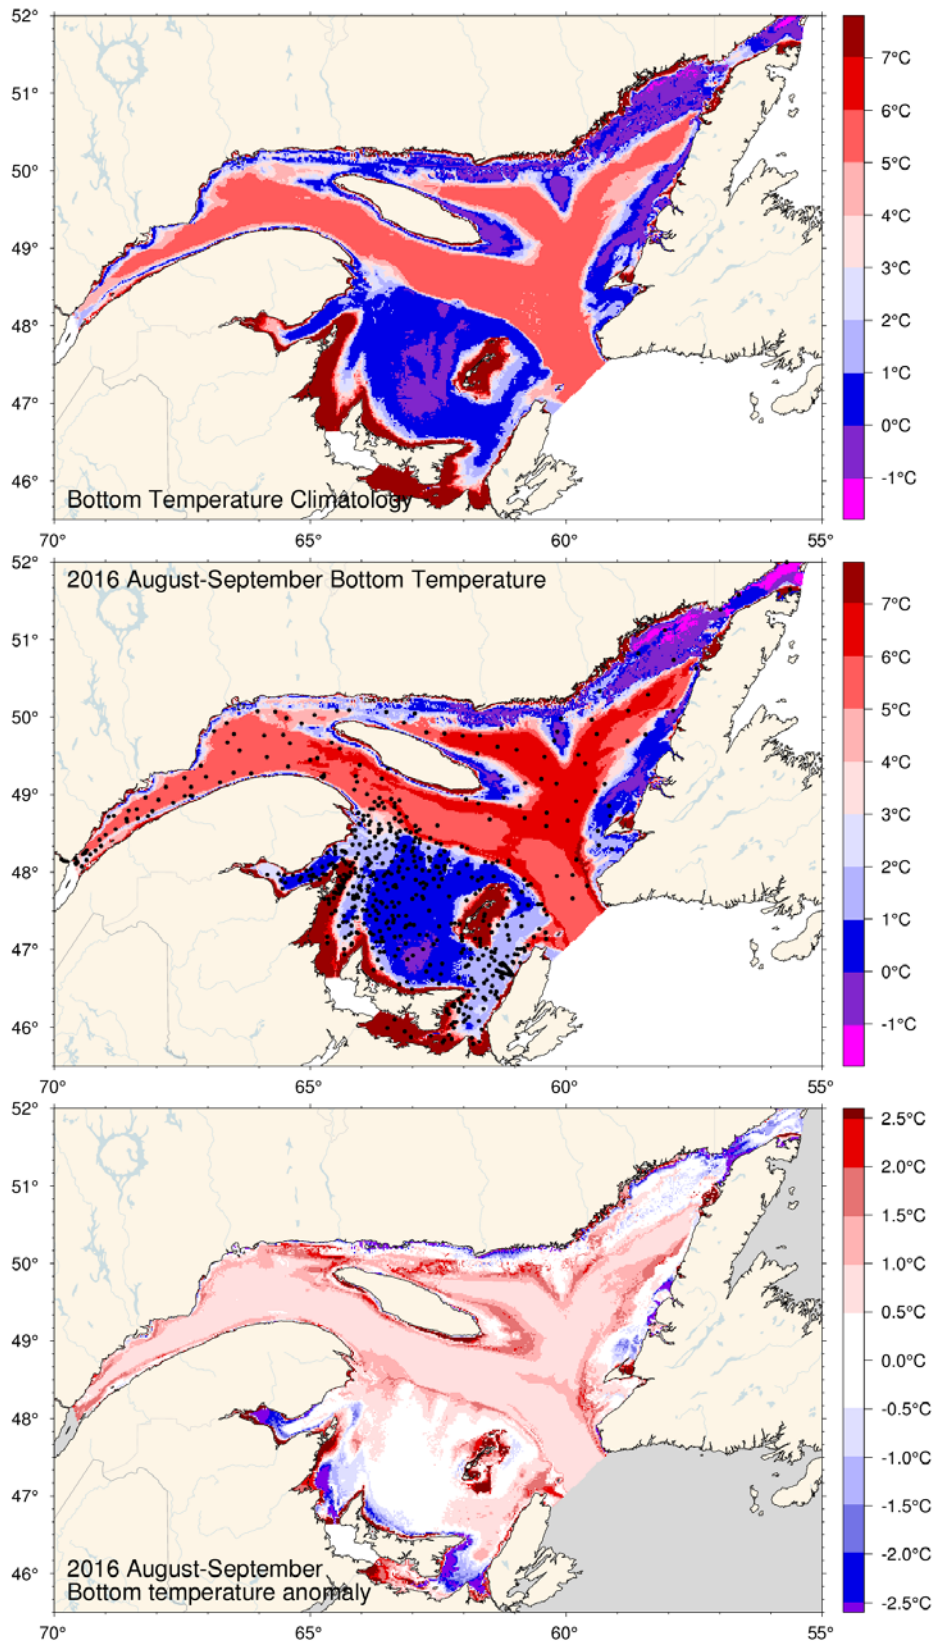 52°
51°
50°
49°
48°
47°
46°
Bottom Temperature Climatology
70° 65° 60° 55°
7°C
6°C
5°C
4°C
3°C
2°C
1°C
0°C
-1°C
2016 August-September Bottom Temperature
51°
50°
49°
48°
47°
46°
70° 65° 60° 55°
7°C
6°C
5°C
4°C
3°C
2°C
1°C
0°C
-1°C
52°
51°
50°
49°
48°
47°
46°
2016 August-September
Bottom temperature anomaly
70° 65° 60° 55°
2.5°C
2.0°C
1.5°C
1.0°C
0.5°C
0.0°C
-0.5°C
-1.0°C
-1.5°C
-2.0°C
-2.5°C